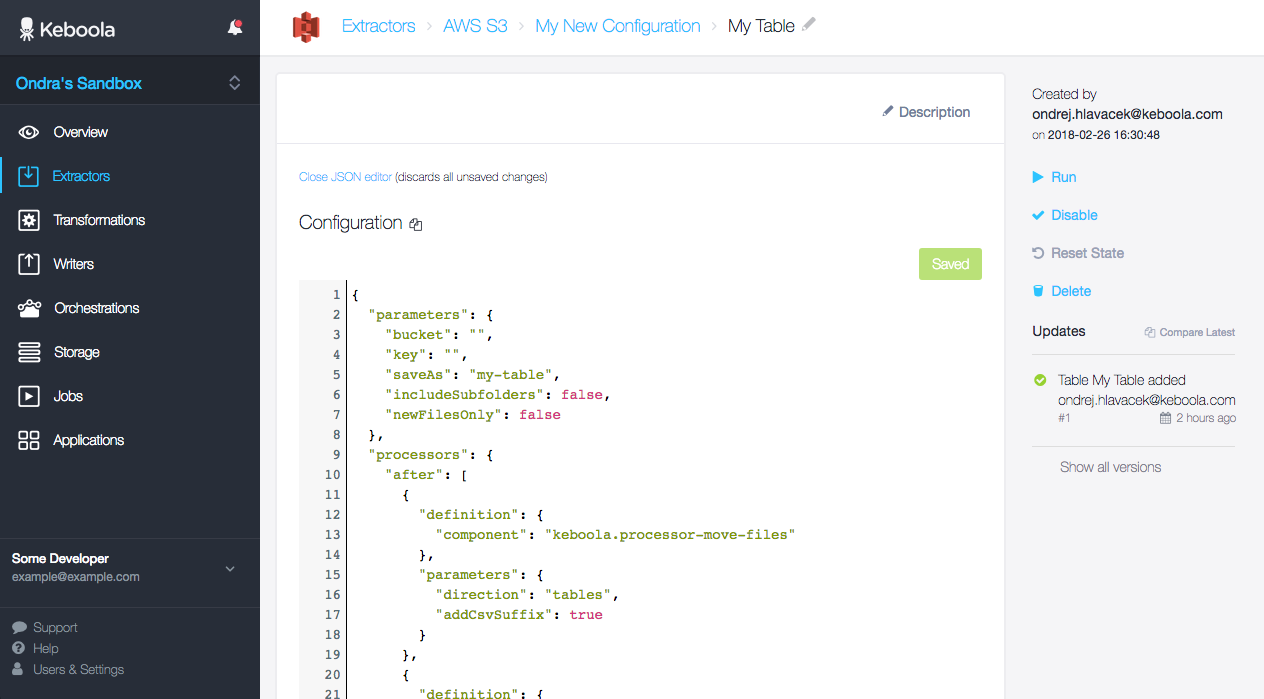 Keboola
Ondra's Sandbox
Overview
Extractors
Transformations
Writers
Orchestrations
Storage
Jobs
Applications
Some Developer
example@example.com
Support
Help
Users & Settings
Extractors › AWS S3 › My New Configuration › My Table
Description
Close JSON editor (discards all unsaved changes)
Configuration
Saved
1 {
2 "parameters": {
3 "bucket": "",
4 "key": "",
5 "saveAs": "my-table",
6 "includeSubfolders": false,
7 "newFilesOnly": false
8 },
9 "processors": {
10 "after": [
11 {
12 "definition": {
13 "component": "keboola.processor-move-files"
14 },
15 "parameters": {
16 "direction": "tables",
17 "addCsvSuffix": true
18 }
19 },
20 {
21 "definition": {
Created by
ondrej.hlavacek@keboola.com
on 2018-02-26 16:30:48
Run
Disable
Reset State
Delete
Updates Compare Latest
Table My Table added
ondrej.hlavacek@keboola.com
#1 2 hours ago
Show all versions